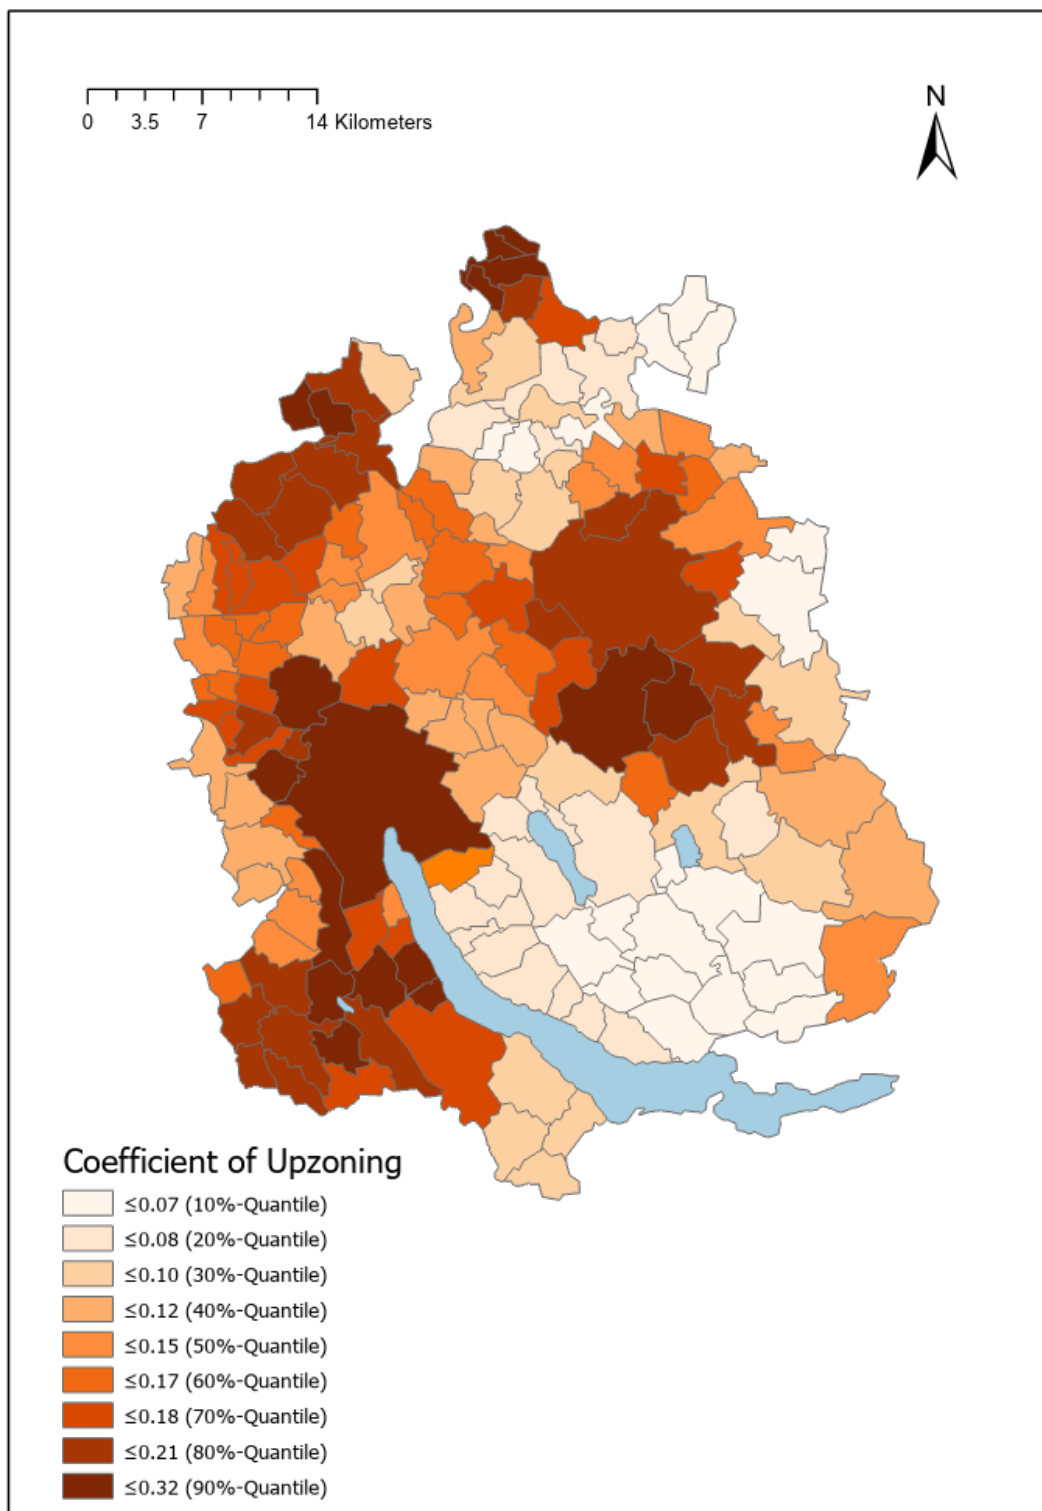 N
0 3.5 7 14 Kilometers
Coefficient of Upzoning
≤0.07 (10%-Quantile)
≤0.08 (20%-Quantile)
≤0.10 (30%-Quantile)
≤0.12 (40%-Quantile)
≤0.15 (50%-Quantile)
≤0.17 (60%-Quantile)
≤0.18 (70%-Quantile)
≤0.21 (80%-Quantile)
≤0.32 (90%-Quantile)